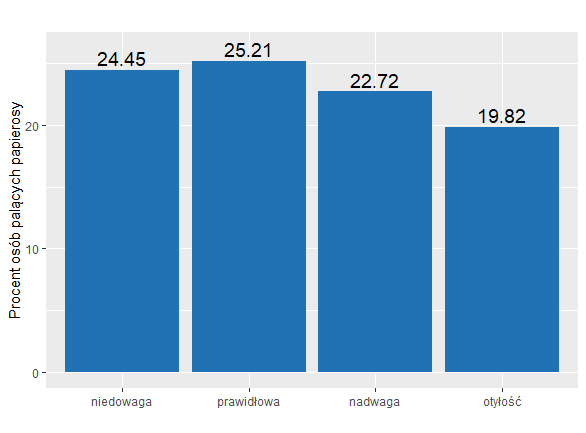 24.45
25.21
22.72
19.82
Procent osób palących papierosy
20
10
0
niedowaga
prawidłowa
nadwaga
otyłość